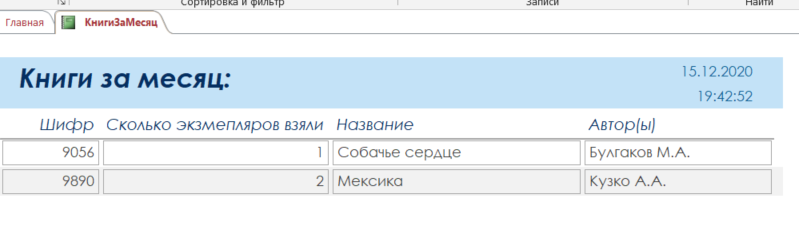 Сортировка и фильтр Записи Найти
Главная КнигиЗаМесяц
Книги за месяц:
15.12.2020
19:42:52
Шифр Сколько экзмепляров взяли Название Автор(ы)
9056 1 Собачье сердце Булгаков М.А.
9890 2 Мексика Кузко А.А.